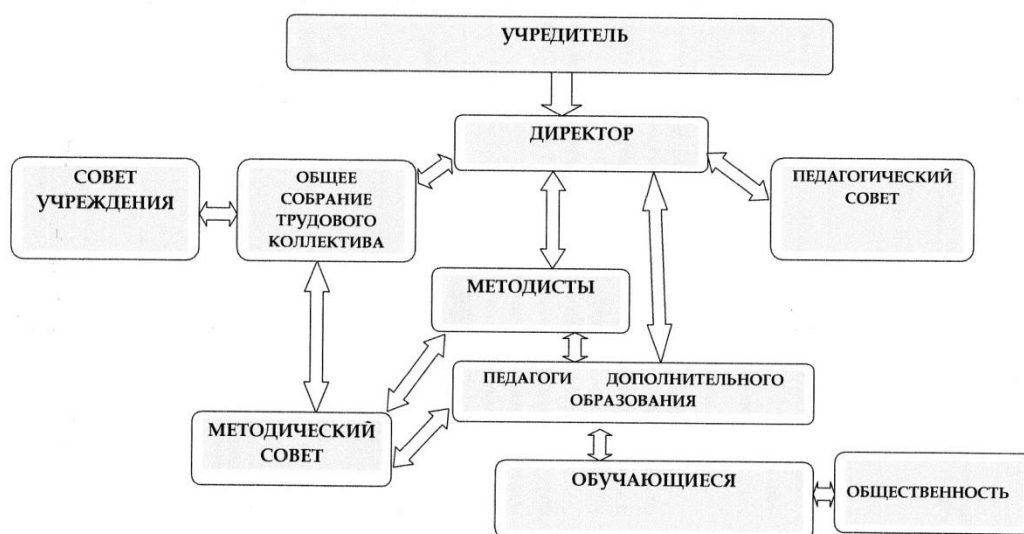 УЧРЕДИТЕЛЬ
ДИРЕКТОР
СОВЕТ
УЧРЕЖДЕНИЯ
ОБЩЕЕ
СОБРАНИЕ
ТРУДОВОГО
КОЛЛЕКТИВА
ПЕДАГОГИЧЕСКИЙ
СОВЕТ
МЕТОДИСТЫ
ПЕДАГОГИ ДОПОЛНИТЕЛЬНОГО
ОБРАЗОВАНИЯ
МЕТОДИЧЕСКИЙ
СОВЕТ
ОБУЧАЮЩИЕСЯ
ОБЩЕСТВЕННОСТЬ